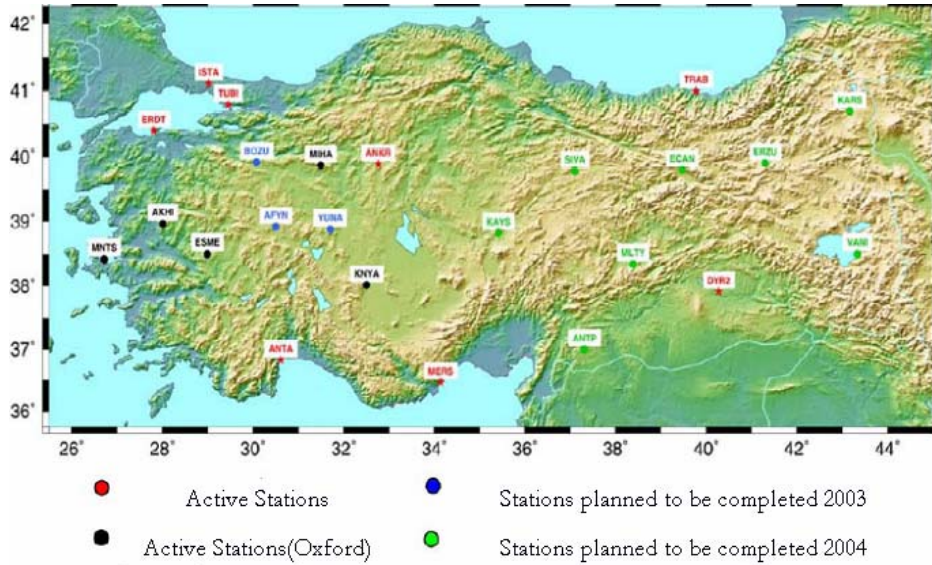 42°
41°
40°
39°
38°
37°
36°
ISTA
TUBI
TRAB
KARS
ERDT
BOZU
MIHA
ANKR
SIVA
ECAN
ERZU
AKHI
AFYN
YUNA
KAYS
MNTS
ESME
MLTY
VANI
KNYA
DYR2
ANTA
ANTP
MERS
26° 28° 30° 32° 34° 36° 38° 40° 42° 44°
Active Stations
Stations planned to be completed 2003
Active Stations(Oxford)
Stations planned to be completed 2004